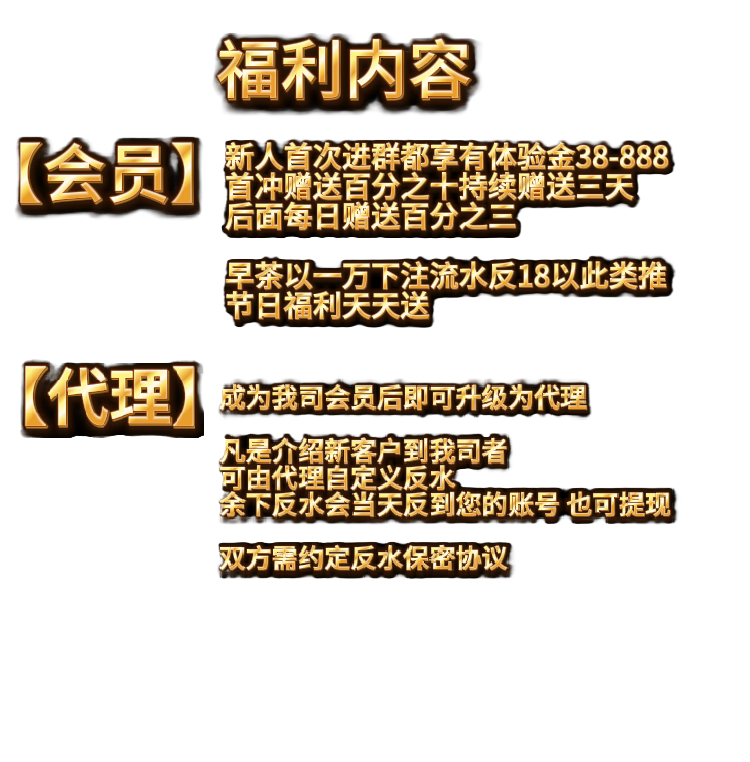 福利内容
【会员】
新人首次进群都享有体验金38-888
首冲赠送百分之十持续赠送三天
后面每日赠送百分之三
早茶以一万下注流水反18以此类推
节日福利天天送
【代理】
成为我司会员后即可升级为代理
凡是介绍新客户到我司者
可由代理自定义反水
余下反水会当天反到您的账号 也可提现
双方需约定反水保密协议